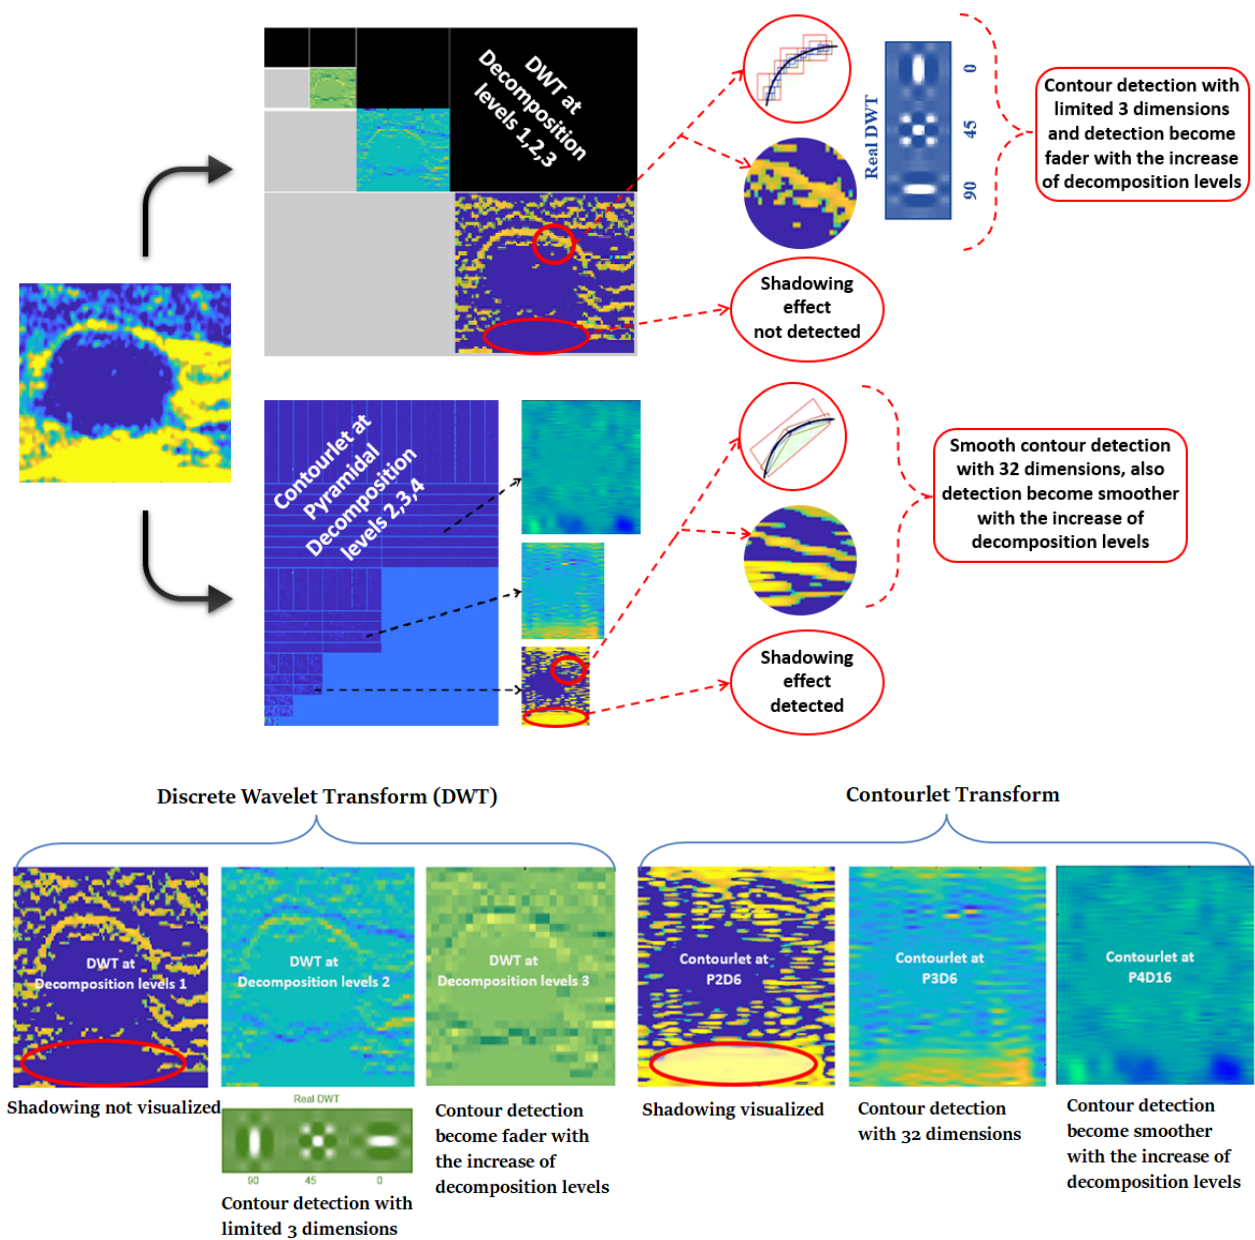 DWT at
Decomposition
levels 1,2,3
Real DWT
0
45
90
Contour detection with
limited 3 dimensions
and detection become
fader with the increase
of decomposition levels
Shadowing
effect
not detected
Contourlet at
Pyramidal
Decomposition
levels 2,3,4
Smooth contour detection
with 32 dimensions, also
detection become smoother
with the increase of
decomposition levels
Shadowing
effect
detected
Discrete Wavelet Transform (DWT)
Contourlet Transform
DWT at
Decomposition levels 1
DWT at
Decomposition levels 2
DWT at
Decomposition levels 3
Contourlet at
P2D6
Contourlet at
P3D6
Contourlet at
P4D16
Shadowing not visualized
Real DWT
90 45 0
Contour detection with
limited 3 dimensions
Contour detection
become fader with
the increase of
decomposition levels
Shadowing visualized
Contour detection
with 32 dimensions
Contour detection
become smoother
with the increase of
decomposition levels